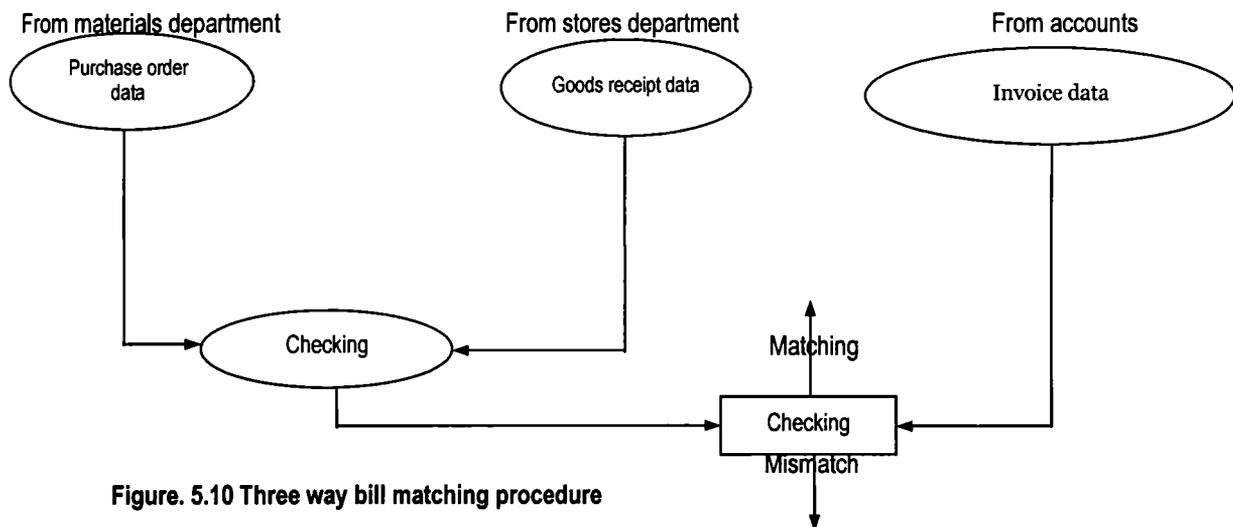 From materials department
From stores department
From accounts
Purchase order
data
Goods receipt data
Invoice data
Checking
Matching
Checking
Mismatch
Figure. 5.10 Three way bill matching procedure